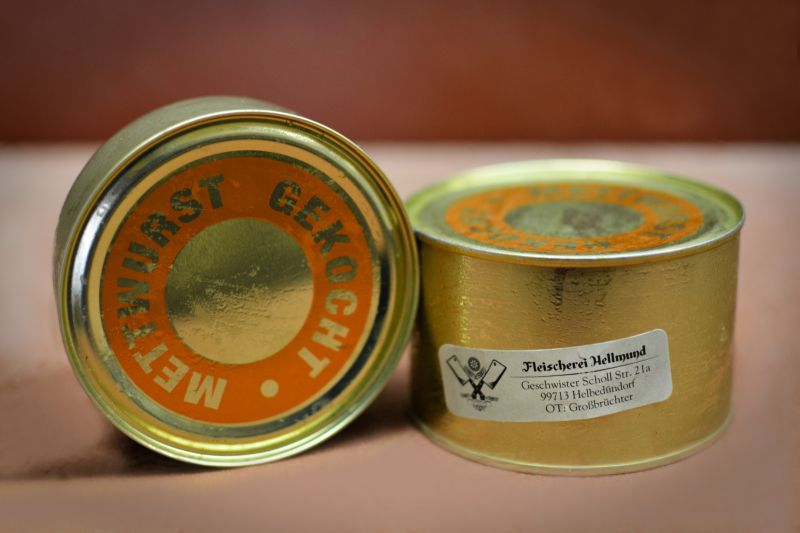 METTWURST GEKOCHT •
Fleischerei Hellmund
Geschwister Scholl Str. 21a
99713 Helbedündorf
OT: Großbrüchter